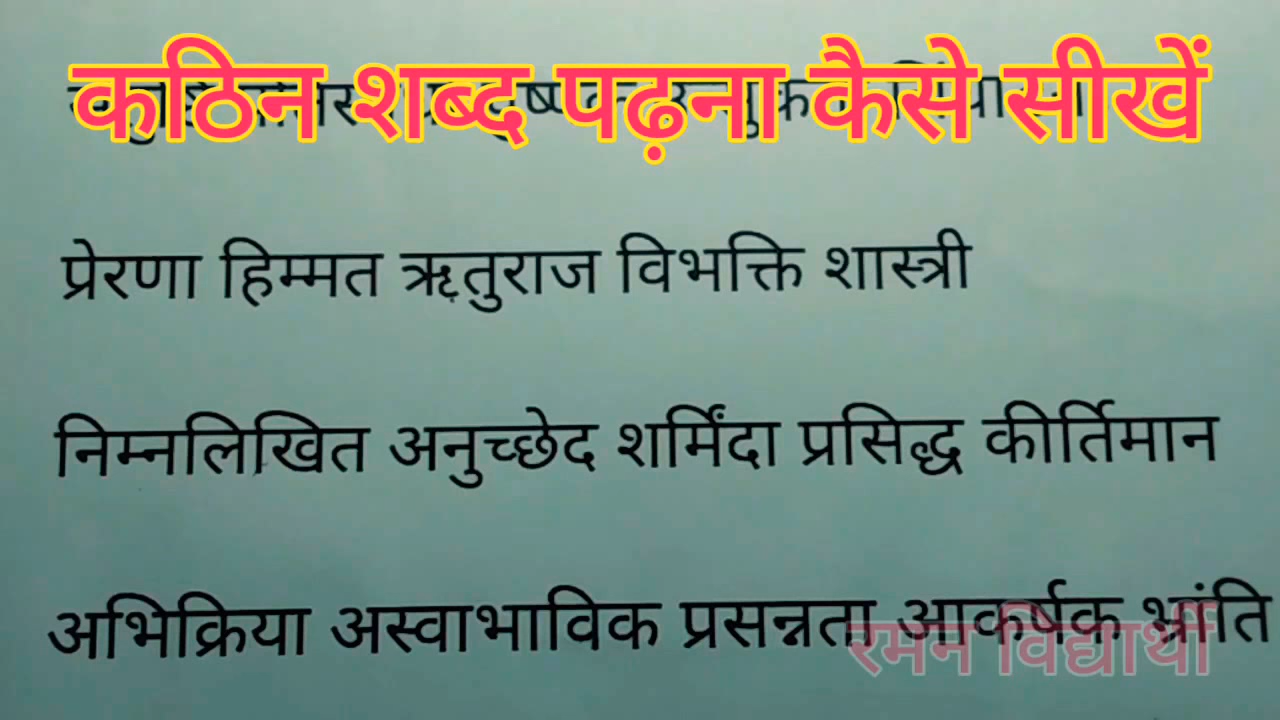 कठिन शब्द पढ़ना कैसे सीखें
प्रेरणा हिम्मत ऋतुराज विभक्ति शास्त्री
निम्नलिखित अनुच्छेद शर्मिंदा प्रसिद्ध कीर्तिमान
अभिक्रिया अस्वाभाविक प्रसन्नता आकर्षक भ्रांति
रमन विद्यार्थी